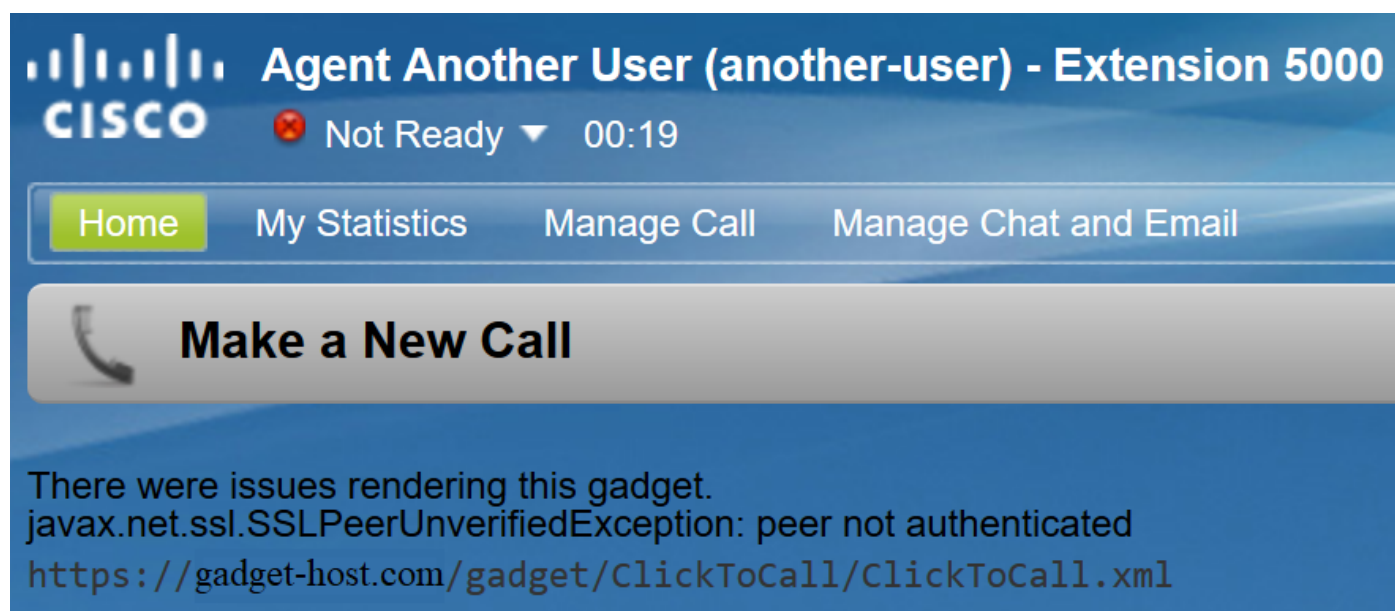 Agent Another User (another-user) - Extension 5000
CISCO
Not Ready 00:19
Home My Statistics Manage Call Manage Chat and Email
Make a New Call
There were issues rendering this gadget.
javax.net.ssl.SSLPeerUnverifiedException: peer not authenticated
https://gadget-host.com/gadget/ClickToCall/ClickToCall.xml